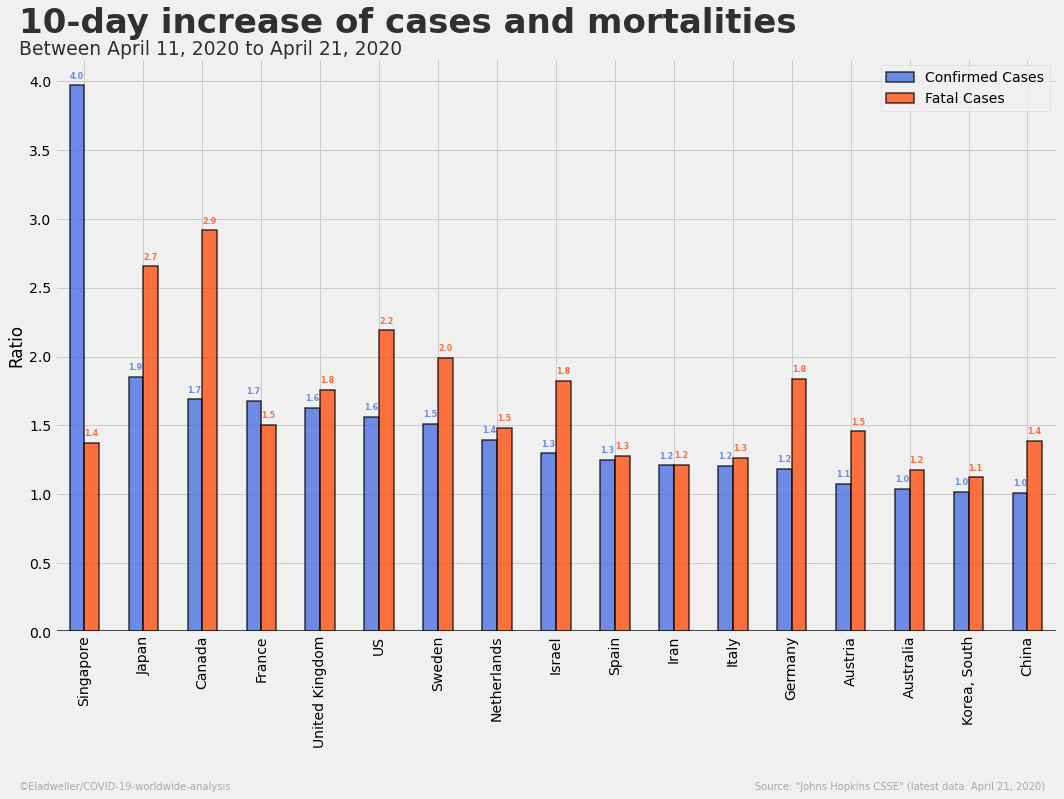 10-day increase of cases and mortalities
Between April 11, 2020 to April 21, 2020
Confirmed Cases
Fatal Cases
Ratio
4.0
3.5
3.0
2.5
2.0
1.5
1.0
0.5
0.0
4.0 1.4
1.9 2.7
1.7 2.9
1.7 1.5
1.6 1.8
1.6 2.2
1.5 2.0
1.4 1.5
1.3 1.8
1.3 1.3
1.2 1.2
1.2 1.3
1.2 1.8
1.1 1.5
1.0 1.2
1.0 1.1
1.0 1.4
Singapore
Japan
Canada
France
United Kingdom
US
Sweden
Netherlands
Israel
Spain
Iran
Italy
Germany
Austria
Australia
Korea, South
China
©Eladweller/COVID-19-worldwide-analysis
Source: "Johns Hopkins CSSE" (latest data: April 21, 2020)